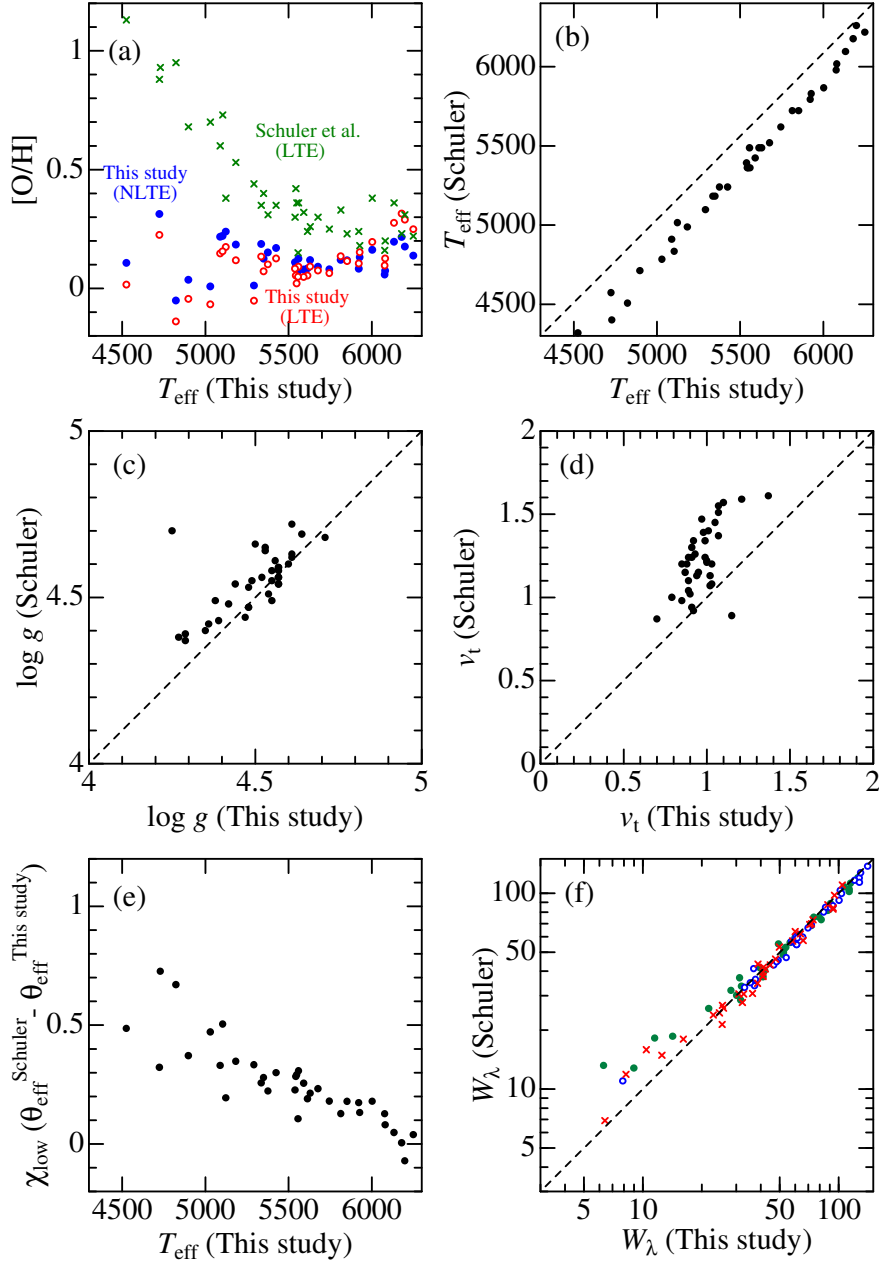 (a)
1
0.5
0
[O/H]
Schuler et al.
(LTE)
This study
(NLTE)
This study
(LTE)
4500 5000 5500 6000
T_eff (This study)
(b)
6000
5500
5000
4500
T_eff (Schuler)
4500 5000 5500 6000
T_eff (This study)
(c)
5
4.5
4
log g (Schuler)
4 4.5 5
log g (This study)
(d)
2
1.5
1
0.5
0
v_t (Schuler)
0 0.5 1 1.5 2
v_t (This study)
(e)
1
0.5
0
χ_low (θ_eff^Schuler - θ_eff^This study)
4500 5000 5500 6000
T_eff (This study)
(f)
100
50
10
5
W_λ (Schuler)
5 10 50 100
W_λ (This study)